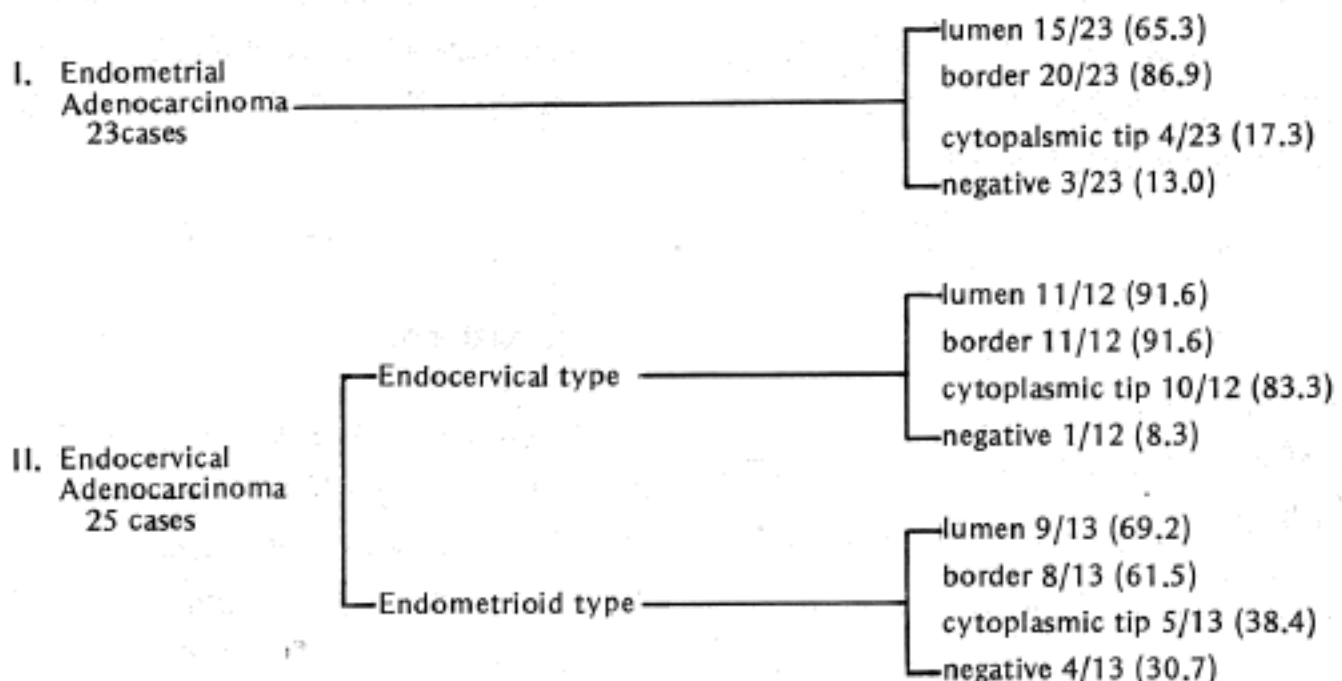 I. Endometrial
Adenocarcinoma
23cases
lumen 15/23 (65.3)
border 20/23 (86.9)
cytopalsmic tip 4/23 (17.3)
negative 3/23 (13.0)
II. Endocervical
Adenocarcinoma
25 cases
Endocervical type
lumen 11/12 (91.6)
border 11/12 (91.6)
cytoplasmic tip 10/12 (83.3)
negative 1/12 (8.3)
Endometrioid type
lumen 9/13 (69.2)
border 8/13 (61.5)
cytoplasmic tip 5/13 (38.4)
negative 4/13 (30.7)